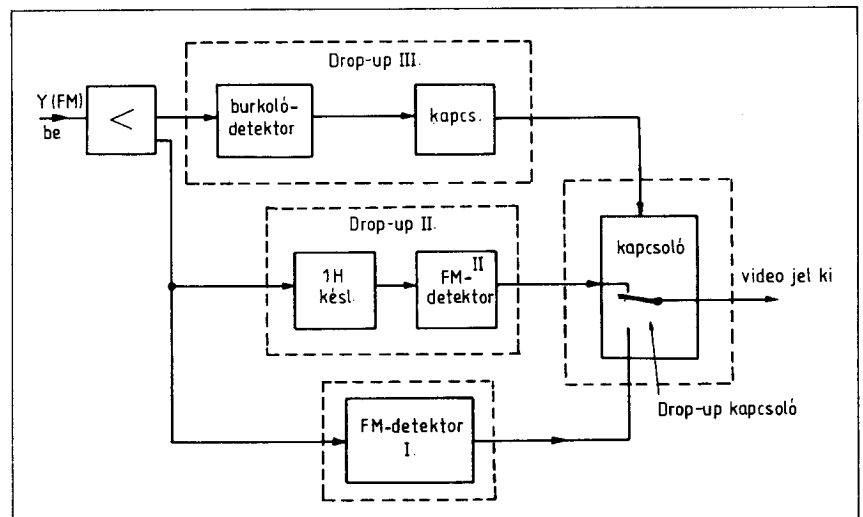 Drop-up III.
Y (FM)
be
<
burkoló-
detektor
kapcs.
Drop-up II.
1H
késl.
II
FM-
detektor
kapcsoló
video jel ki
Drop-up kapcsoló
FM-detektor
I.